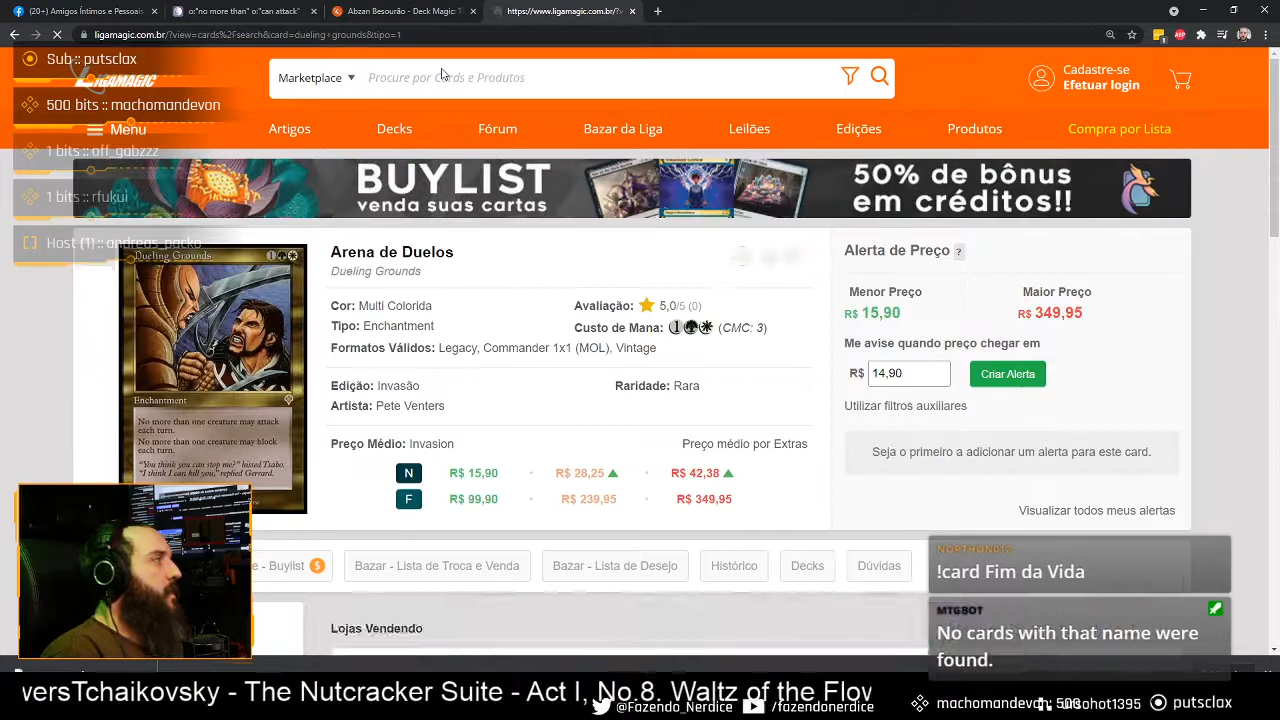 (20+) Amigos Íntimos e Pessoais
o:"no more than" o:"can attack"
Abzan Besourão - Deck Magic T
https://www.ligamagic.com.br/?v
ligamagic.com.br/?view=cards%2Fsearch&card=dueling+grounds&tipo=1
Sub :: putsclax
500 bits :: machomandevon
1 bits :: off_gabzzz
1 bits :: rfukui
Host (1) :: andreas_packo
LIGAMAGIC
Menu
Marketplace
Procure por Cards e Produtos
Cadastre-se
Efetuar login
Artigos
Decks
Fórum
Bazar da Liga
Leilões
Edições
Produtos
Compra por Lista
BUYLIST
venda suas cartas
50% de bônus
em créditos!!
Dueling Grounds
Enchantment
No more than one creature may attack
each turn.
No more than one creature may block
each turn.
"You think you can stop me?" hissed Tsabo.
"I think I can kill you," replied Gerrard.
Arena de Duelos
Dueling Grounds
Cor: Multi Colorida
Avaliação: 5,0/5 (0)
Tipo: Enchantment
Custo de Mana: 1 (CMC: 3)
Formatos Válidos: Legacy, Commander 1x1 (MOL), Vintage
Edição: Invasão
Raridade: Rara
Artista: Pete Venters
Preço Médio: Invasion
Preço médio por Extras
N R$ 15,90 R$ 28,25 R$ 42,38
F R$ 99,90 R$ 239,95 R$ 349,95
Alerta de Preço ?
Menor Preço
Maior Preço
R$ 15,90
R$ 349,95
Me avise quando preço chegar em
R$ 14,90
Criar Alerta
Utilizar filtros auxiliares
Seja o primeiro a adicionar um alerta para este card.
Visualizar todos meus alertas
e - Buylist $
Bazar - Lista de Troca e Venda
Bazar - Lista de Desejo
Histórico
Decks
Dúvidas
Lojas Vendendo
NORTHON012
!card Fim da Vida
MTGBOT
No cards with that name were
found.
versTchaikovsky - The Nutcracker Suite - Act I, No.8. Waltz of the Flov
@Fazendo_Nerdice
/fazendonerdice
machomandevon: 500
ursohot1395
putsclax